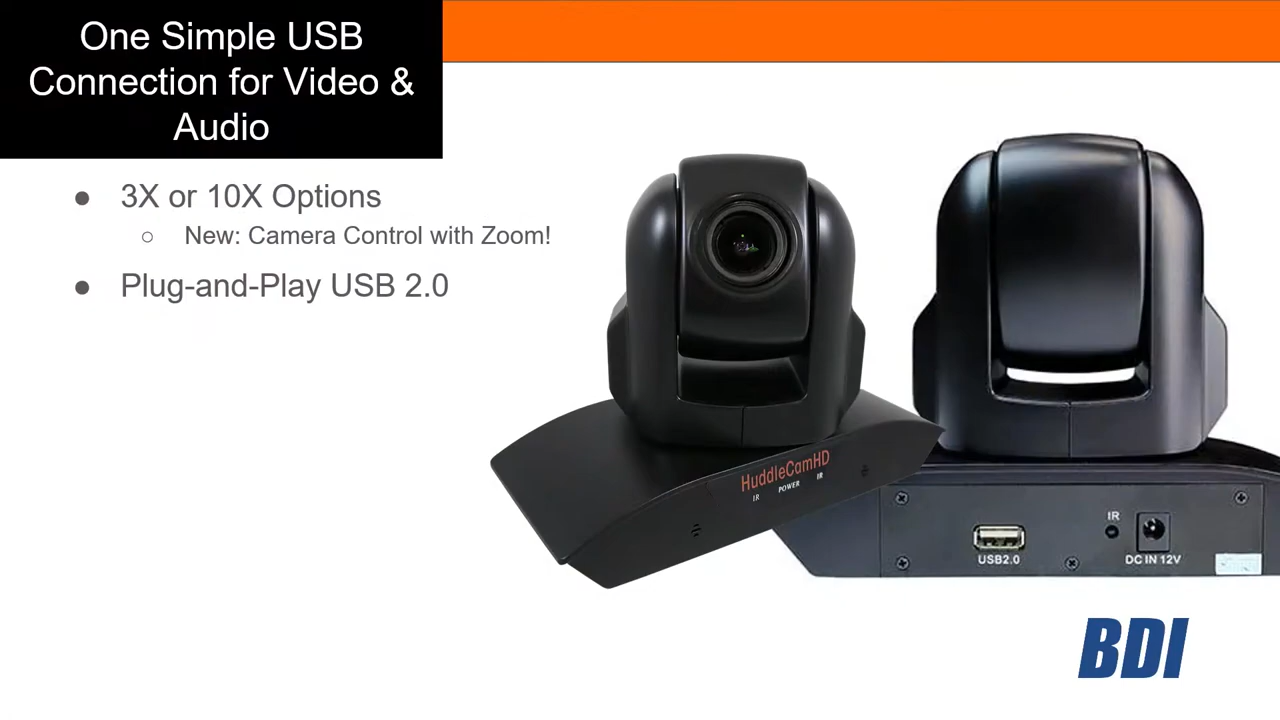 One Simple USB
Connection for Video &
Audio
● 3X or 10X Options
○ New: Camera Control with Zoom!
● Plug-and-Play USB 2.0
HuddleCamHD
IR POWER IR
IR
USB2.0
DC IN 12V
BDI